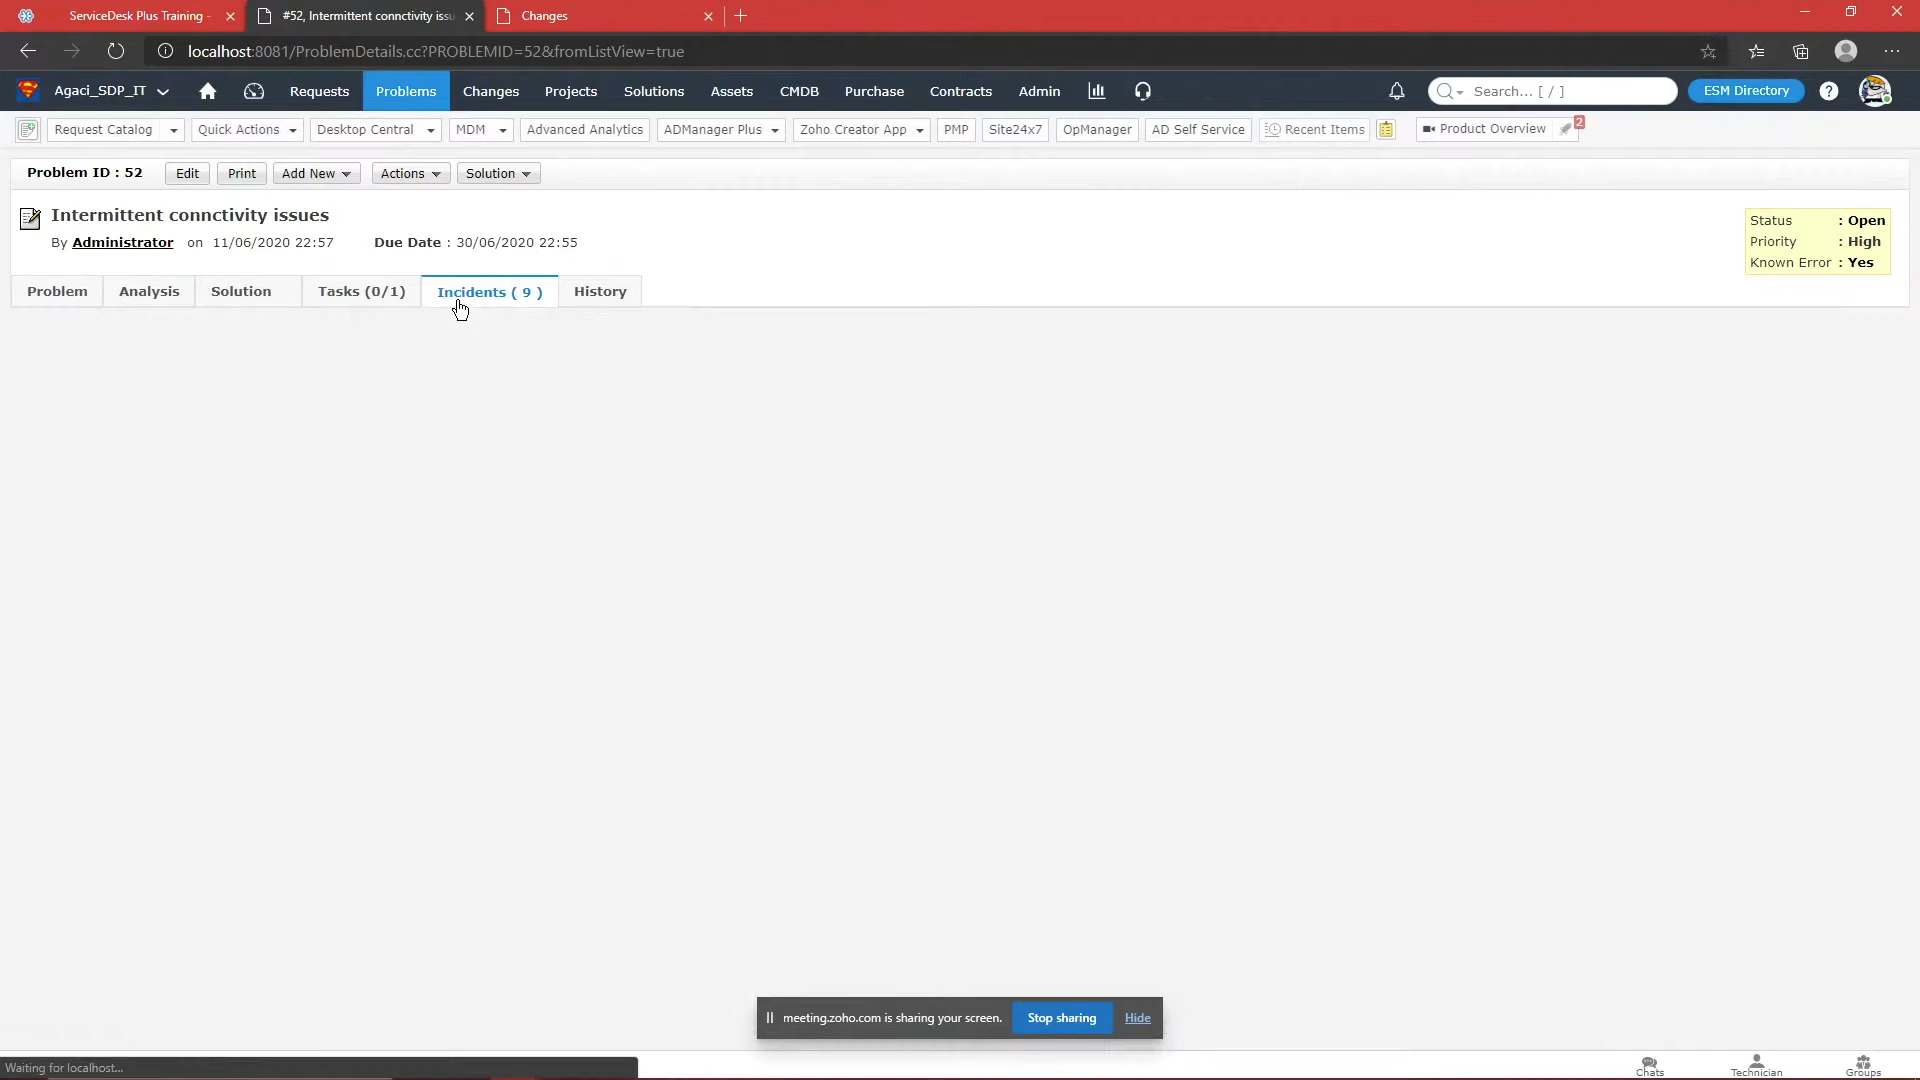 ServiceDesk Plus Training -
#52, Intermittent connctivity issu
Changes
localhost:8081/ProblemDetails.cc?PROBLEMID=52&fromListView=true
Agaci_SDP_IT
Requests
Problems
Changes
Projects
Solutions
Assets
CMDB
Purchase
Contracts
Admin
Search... [ / ]
ESM Directory
?
Request Catalog
Quick Actions
Desktop Central
MDM
Advanced Analytics
ADManager Plus
Zoho Creator App
PMP
Site24x7
OpManager
AD Self Service
Recent Items
Product Overview
2
Problem ID : 52
Edit
Print
Add New
Actions
Solution
Intermittent connctivity issues
By Administrator on 11/06/2020 22:57 Due Date : 30/06/2020 22:55
Status : Open
Priority : High
Known Error : Yes
Problem
Analysis
Solution
Tasks (0/1)
Incidents ( 9 )
History
meeting.zoho.com is sharing your screen.
Stop sharing
Hide
Waiting for localhost...
Chats
Technician
Groups